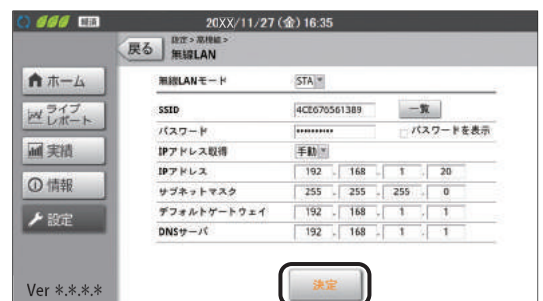 経済 20XX/11/27(金)16:35
戻る
設定>高機能>
無線LAN
ホーム
ライブレポート
実績
情報
設定
Ver *.*.*.*
無線LANモード STA
SSID 4CE676561389 一覧
パスワード ********** パスワードを表示
IPアドレス取得 手動
IPアドレス 192 . 168 . 1 . 20
サブネットマスク 255 . 255 . 255 . 0
デフォルトゲートウェイ 192 . 168 . 1 . 1
DNSサーバ 192 . 168 . 1 . 1
決定